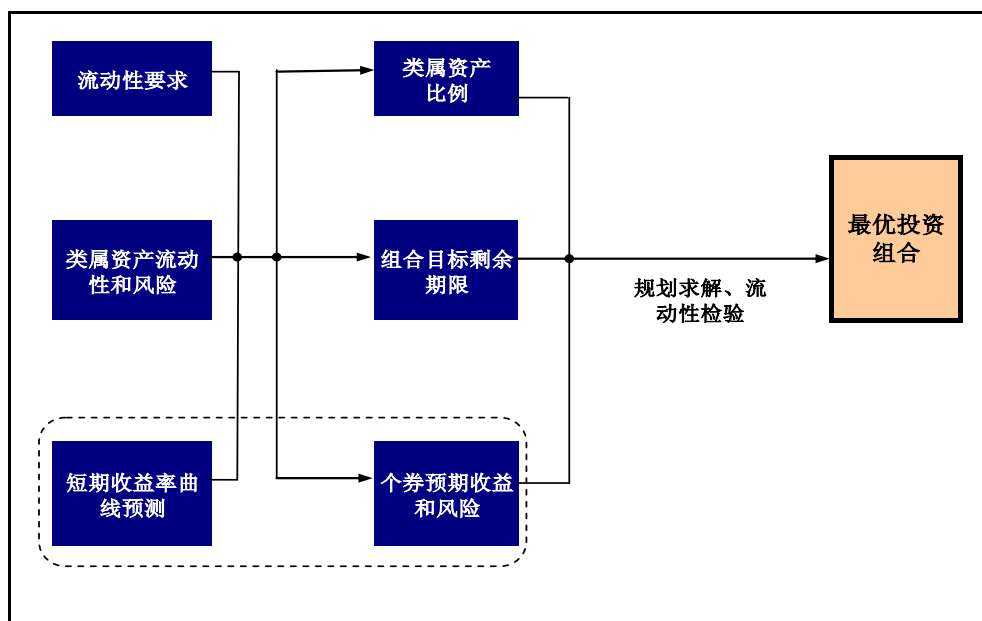 流动性要求
类属资产
比例
类属资产流动
性和风险
组合目标剩余
期限
最优投资
组合
规划求解、流
动性检验
短期收益率曲
线预测
个券预期收益
和风险